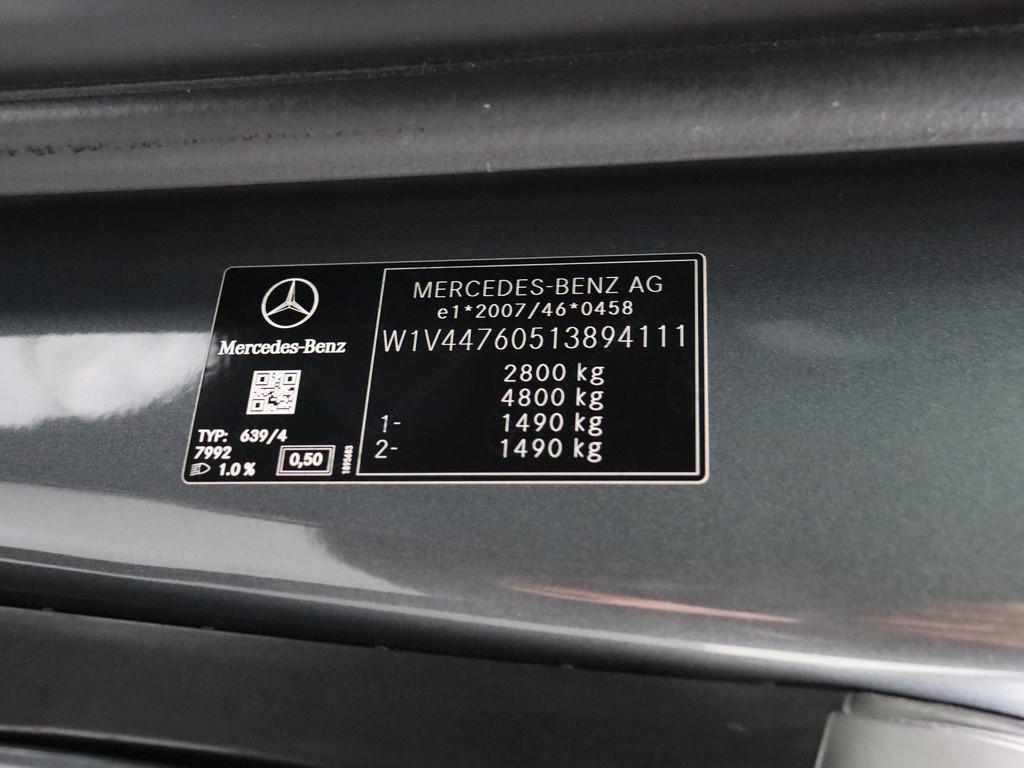 Mercedes-Benz
TYP: 639/4
7992
1.0%
0,50
MERCEDES-BENZ AG
e1*2007/46*0458
W1V44760513894111
2800 kg
4800 kg
1- 1490 kg
2- 1490 kg